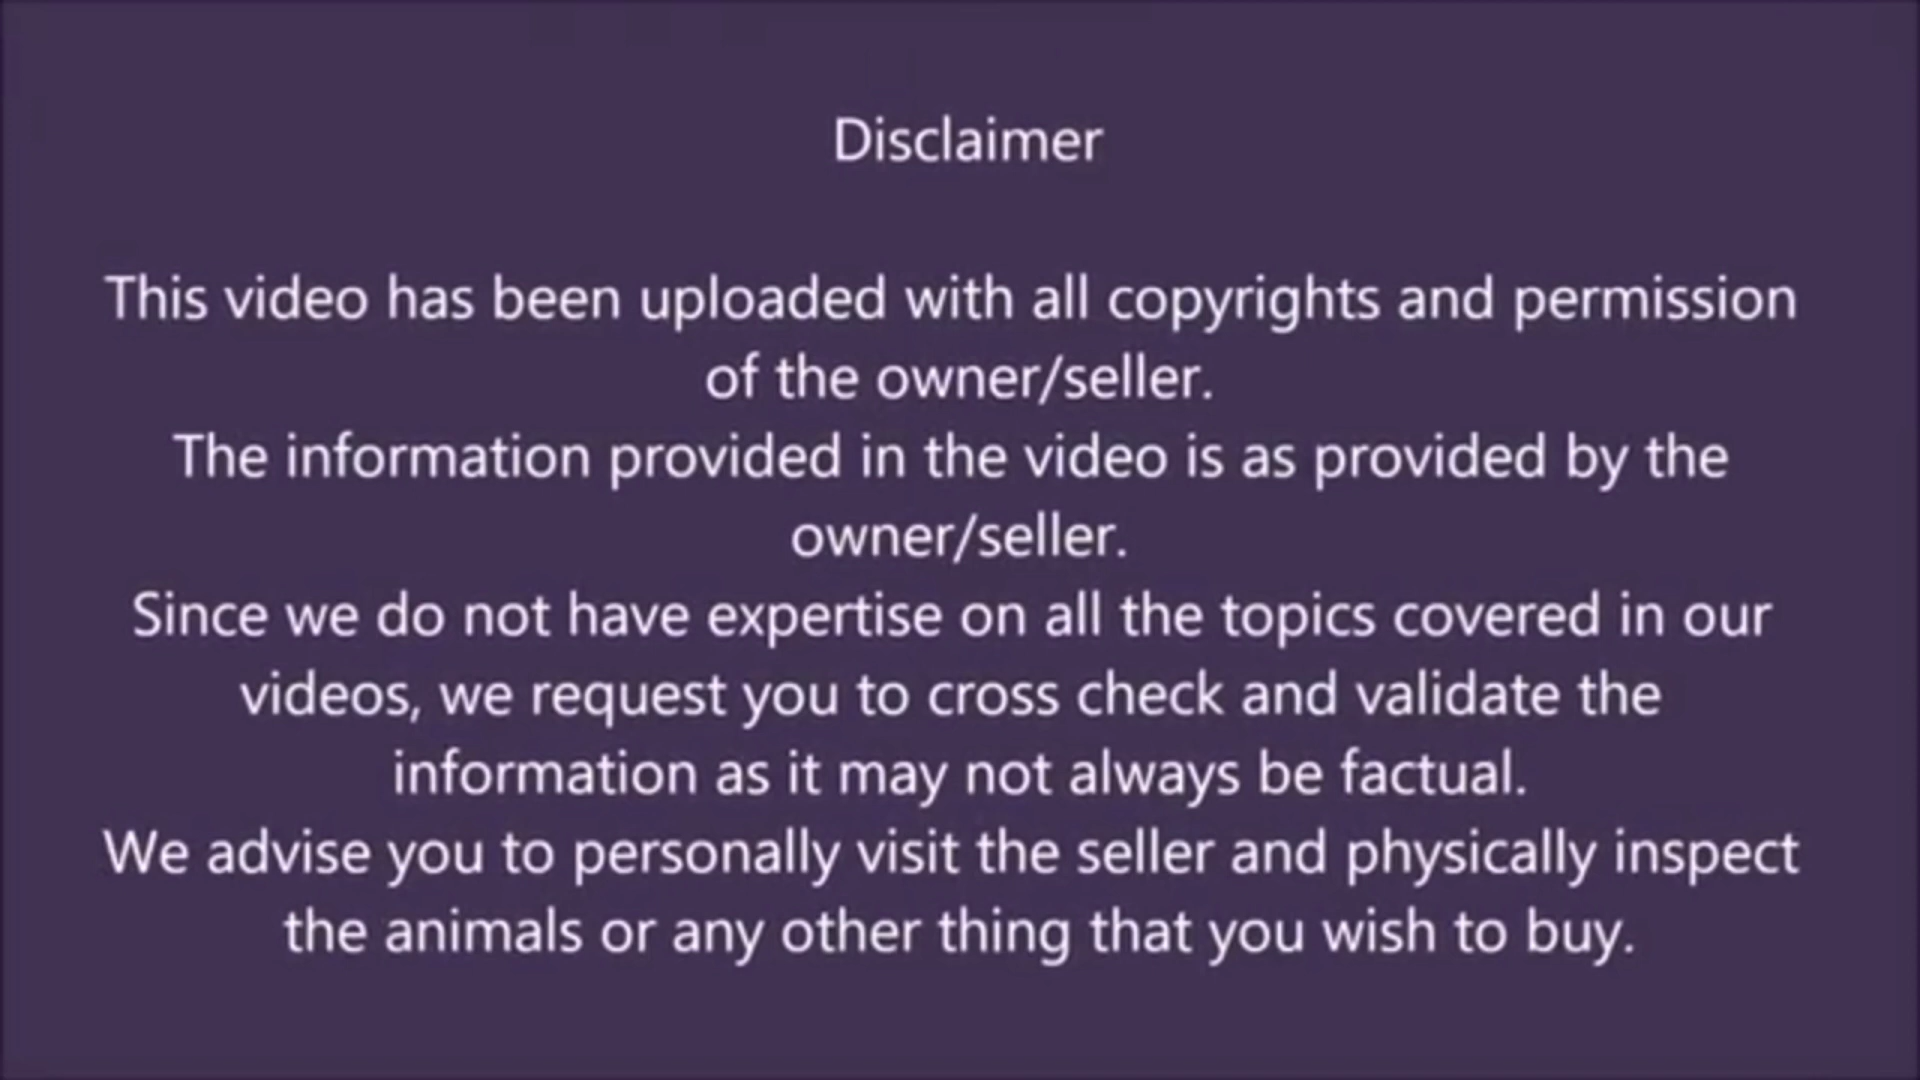 Disclaimer
This video has been uploaded with all copyrights and permission
of the owner/seller.
The information provided in the video is as provided by the
owner/seller.
Since we do not have expertise on all the topics covered in our
videos, we request you to cross check and validate the
information as it may not always be factual.
We advise you to personally visit the seller and physically inspect
the animals or any other thing that you wish to buy.